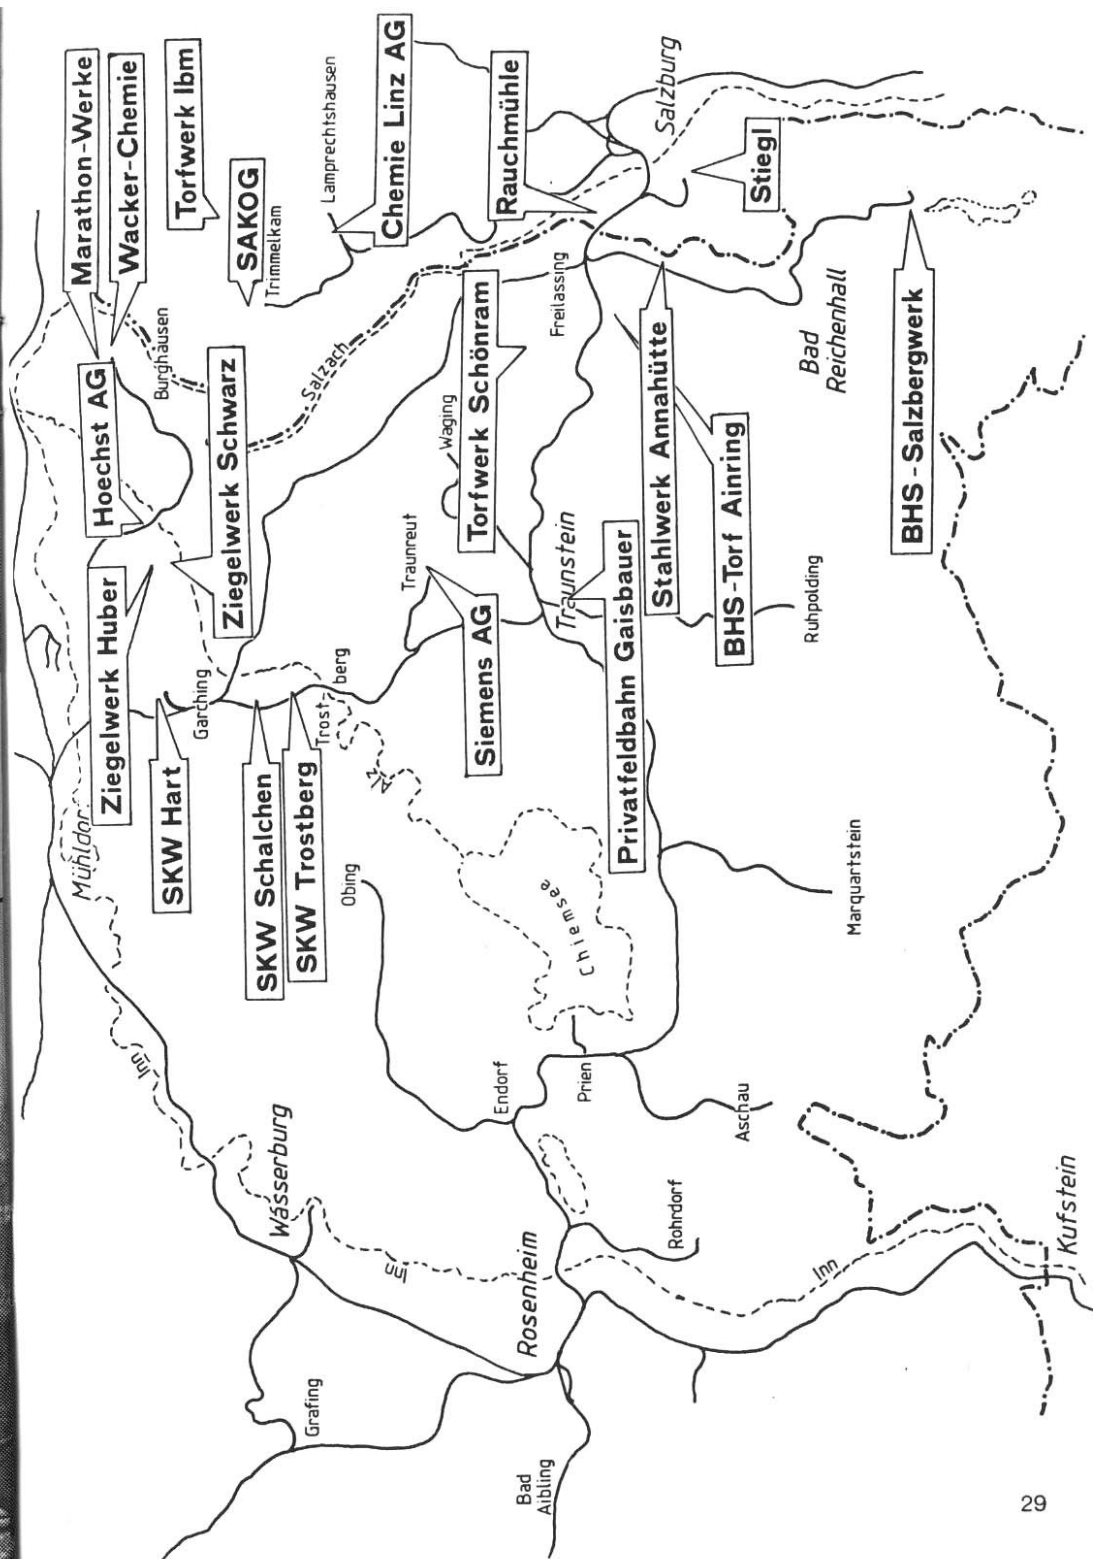 Marathon-Werke
Wacker-Chemie
Torfwerk Ibm
SAKOG
Trimmelkam
Lamprechtshausen
Chemie Linz AG
Rauchmühle
Salzburg
Stiegl
Hoechst AG
Burghausen
Salzach
Ziegelwerk Schwarz
Ziegelwerk Huber
Waging
Torfwerk Schönram
Freilassing
Stahlwerk Annahütte
BHS-Torf Ainring
Bad
Reichenhall
BHS-Salzbergwerk
Garching
SKW Hart
SKW Schalchen
SKW Trostberg
Trost-
berg
Alz
Traunreut
Siemens AG
Traunstein
Privatfeldbahn Gaisbauer
Ruhpolding
Mühldorf
Obing
Chiemsee
Marquartstein
Inn
Wasserburg
Endorf
Prien
Aschau
Inn
Rosenheim
Rohrdorf
Inn
Kufstein
Grafing
Bad
Aibling
29